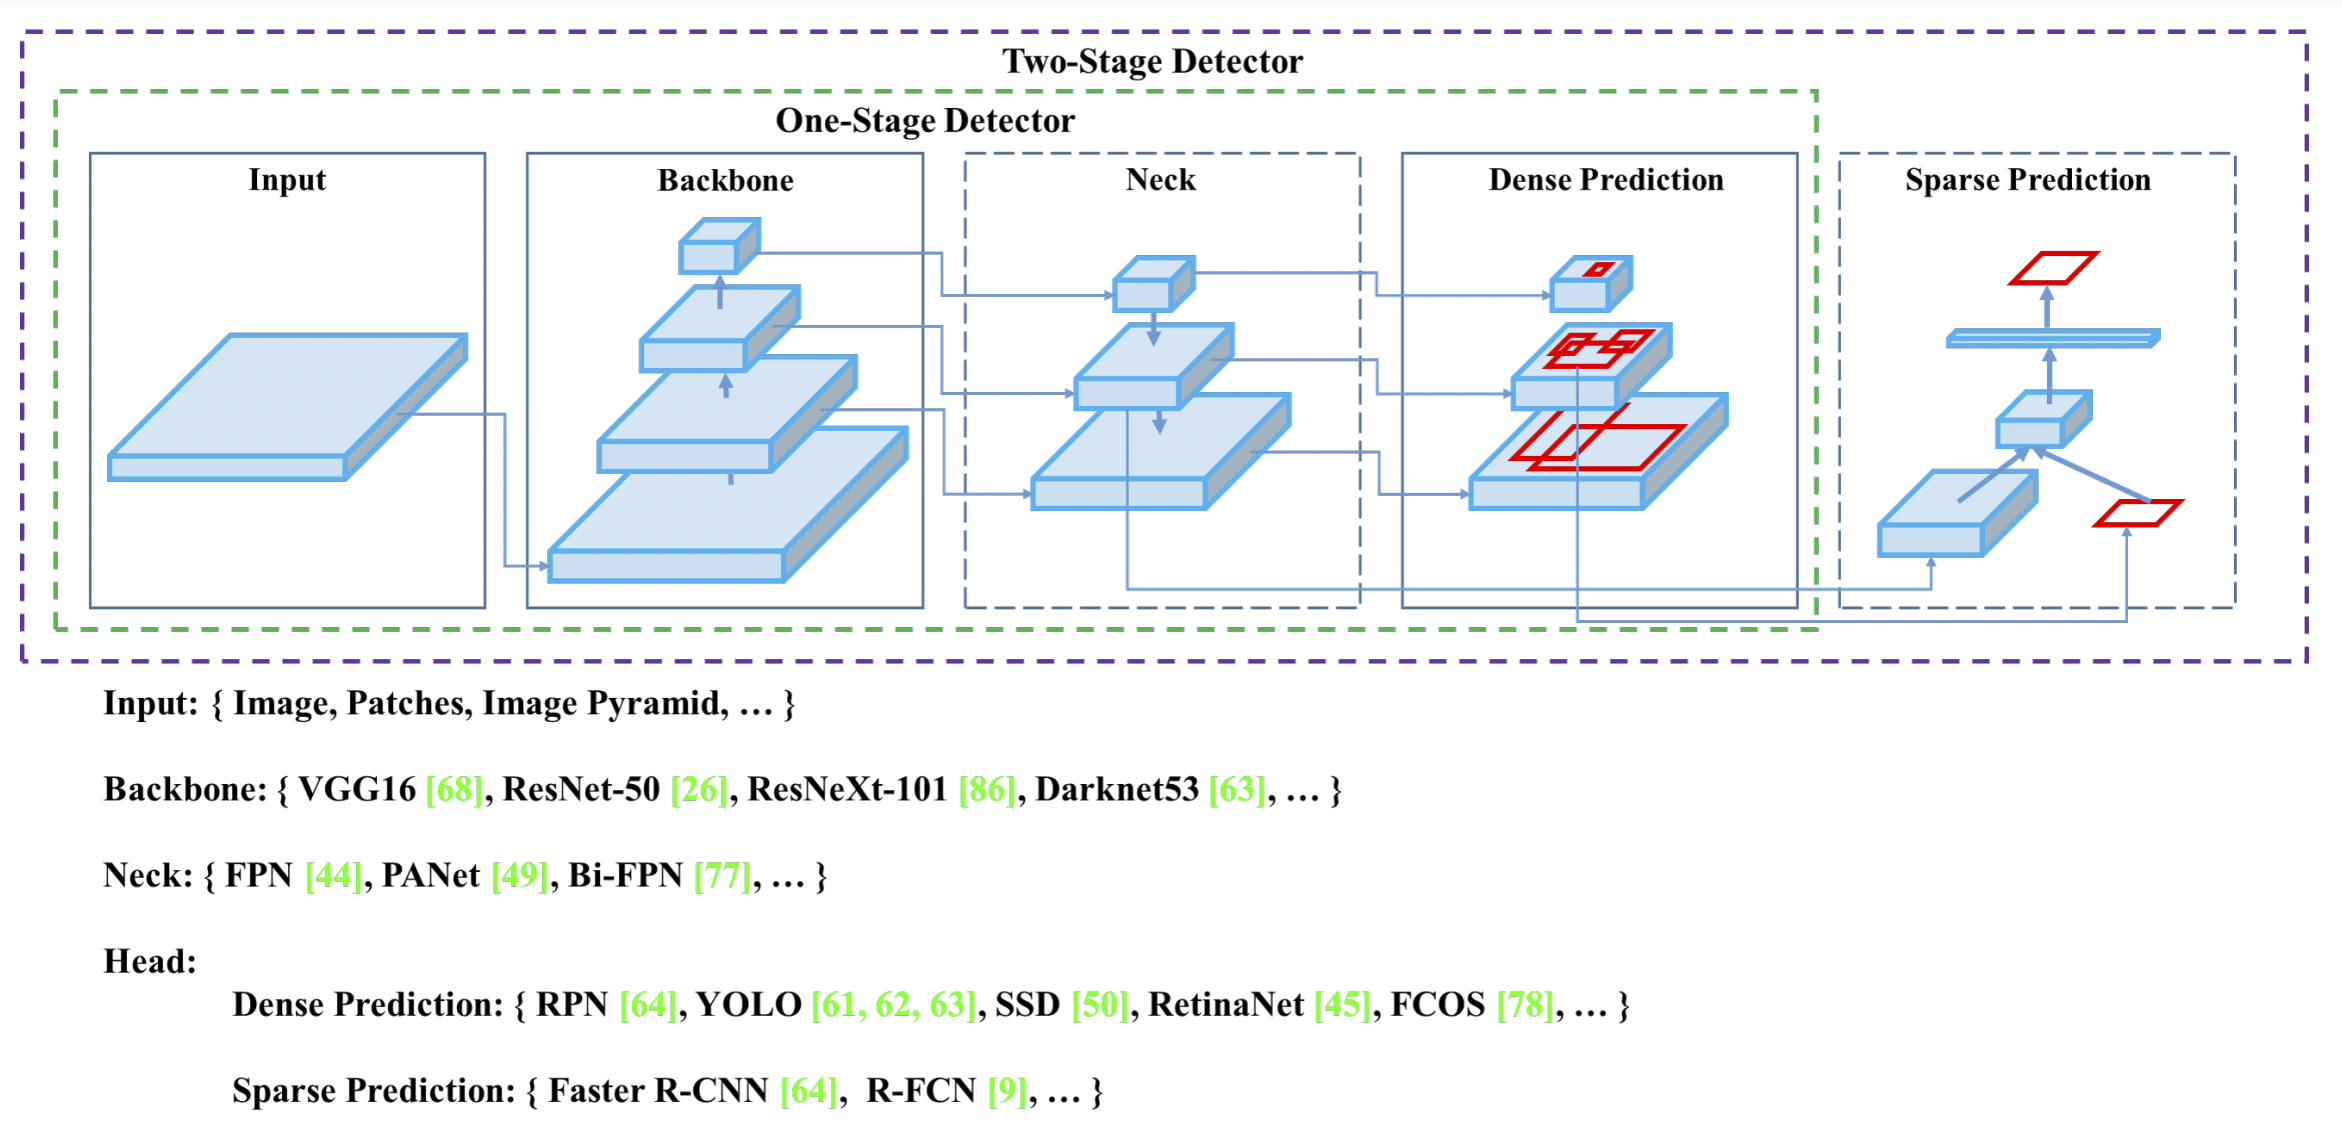 Two-Stage Detector
One-Stage Detector
Input
Backbone
Neck
Dense Prediction
Sparse Prediction
Input: { Image, Patches, Image Pyramid, … }
Backbone: { VGG16 [68], ResNet-50 [26], ResNeXt-101 [86], Darknet53 [63], … }
Neck: { FPN [44], PANet [49], Bi-FPN [77], … }
Head:
Dense Prediction: { RPN [64], YOLO [61, 62, 63], SSD [50], RetinaNet [45], FCOS [78], … }
Sparse Prediction: { Faster R-CNN [64], R-FCN [9], … }